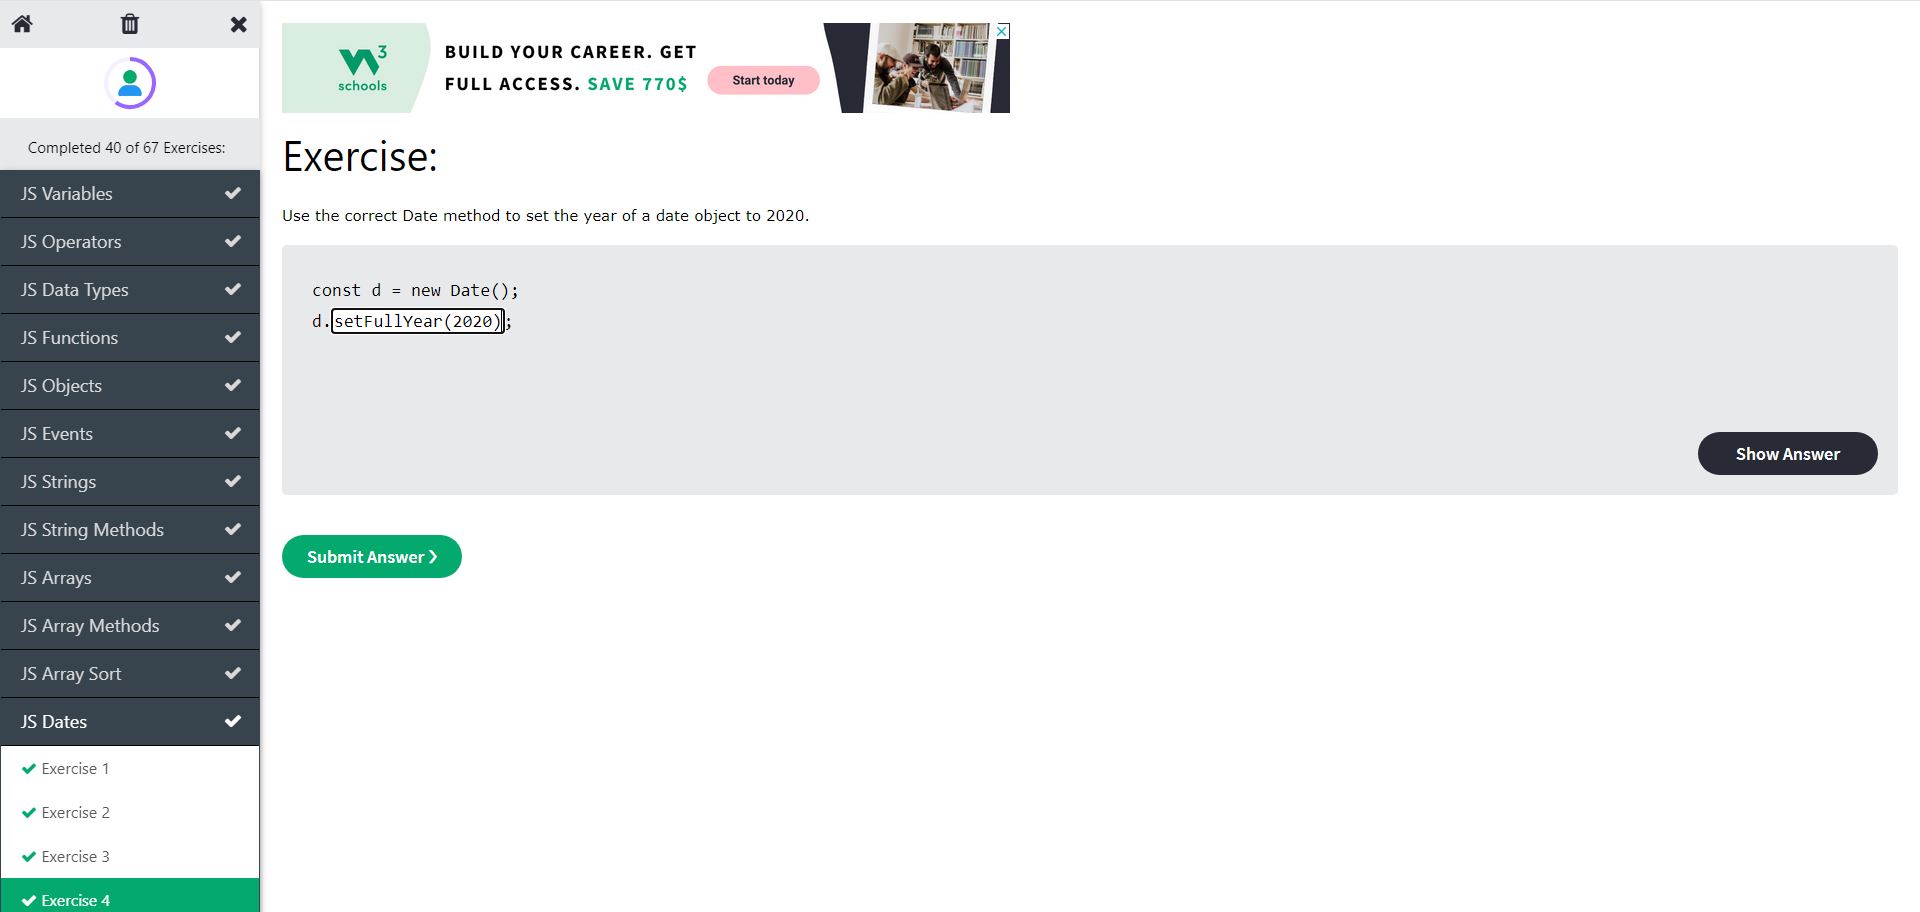 Completed 40 of 67 Exercises:
JS Variables
JS Operators
JS Data Types
JS Functions
JS Objects
JS Events
JS Strings
JS String Methods
JS Arrays
JS Array Methods
JS Array Sort
JS Dates
Exercise 1
Exercise 2
Exercise 3
Exercise 4
W3
schools
BUILD YOUR CAREER. GET
FULL ACCESS. SAVE 770$
Start today
Exercise:
Use the correct Date method to set the year of a date object to 2020.
const d = new Date();
d.setFullYear(2020);
Show Answer
Submit Answer ❯